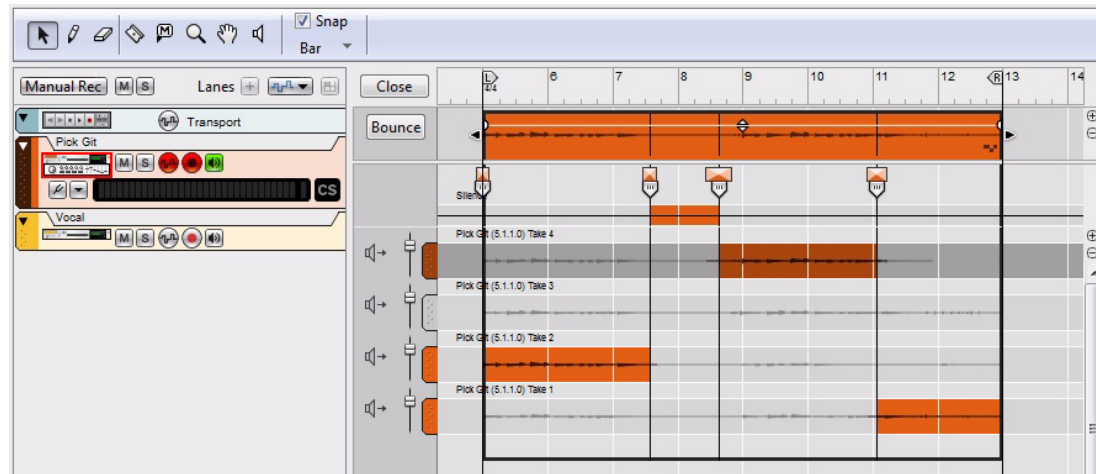 Snap
Bar
Manual Rec M S Lanes
Close
L 6 7 8 9 10 11 12 R 13 14
4/4
Transport
Bounce
Pick Git
M S
CS
Silence
Vocal
M S
Pick Git (5.1.1.0) Take 4
Pick Git (5.1.1.0) Take 3
Pick Git (5.1.1.0) Take 2
Pick Git (5.1.1.0) Take 1